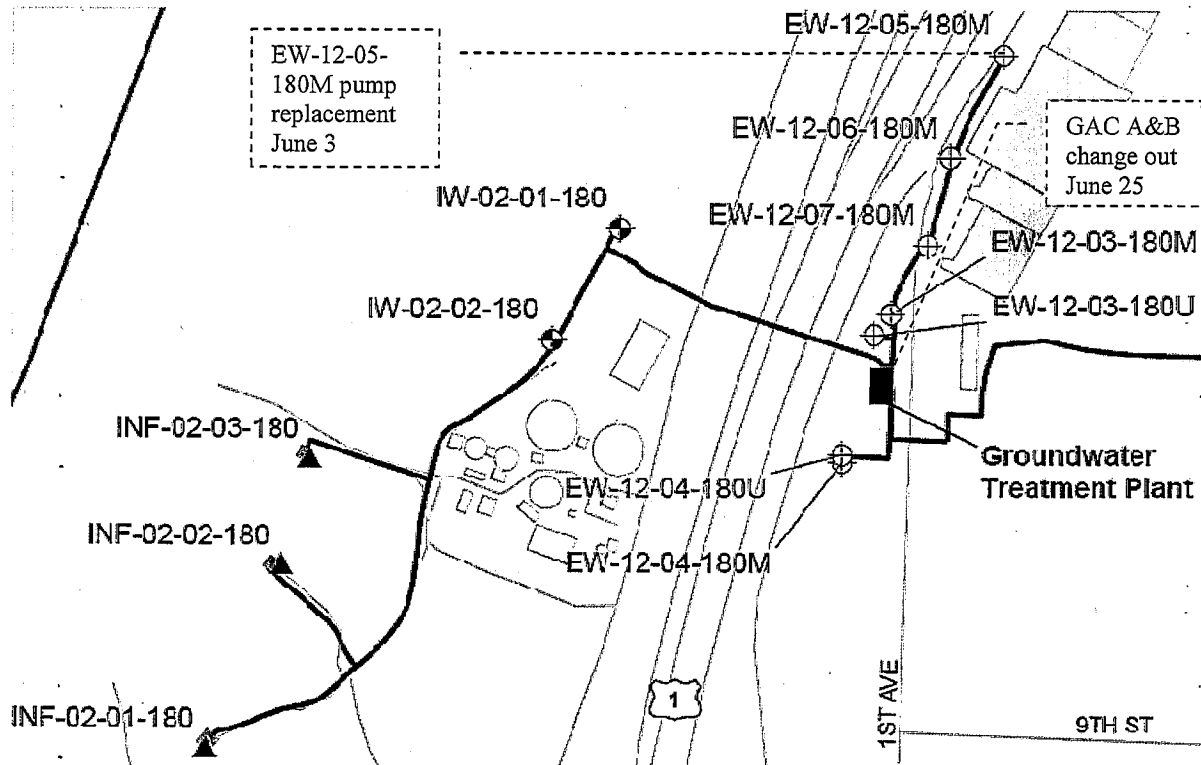 EW-12-05-180M
EW-12-05-
180M pump
replacement
June 3
EW-12-06-180M
GAC A&B
change out
June 25
IW-02-01-180
EW-12-07-180M
EW-12-03-180M
IW-02-02-180
EW-12-03-180U
INF-02-03-180
Groundwater
Treatment Plant
EW-12-04-180U
INF-02-02-180
EW-12-04-180M
INF-02-01-180
1
1ST AVE
9TH ST